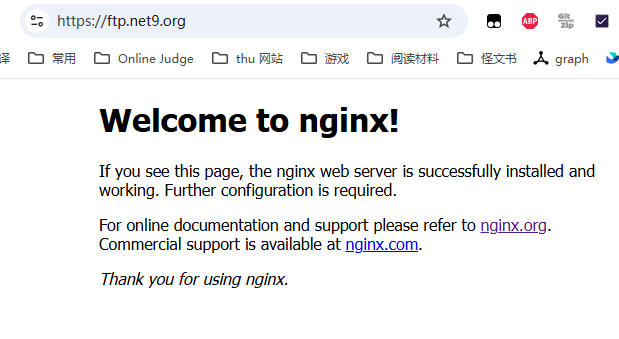 https://ftp.net9.org
ABP
Git
Zip
译 常用 Online Judge thu 网站 游戏 阅读材料 怪文书 graph
Welcome to nginx!
If you see this page, the nginx web server is successfully installed and
working. Further configuration is required.
For online documentation and support please refer to nginx.org.
Commercial support is available at nginx.com.
Thank you for using nginx.